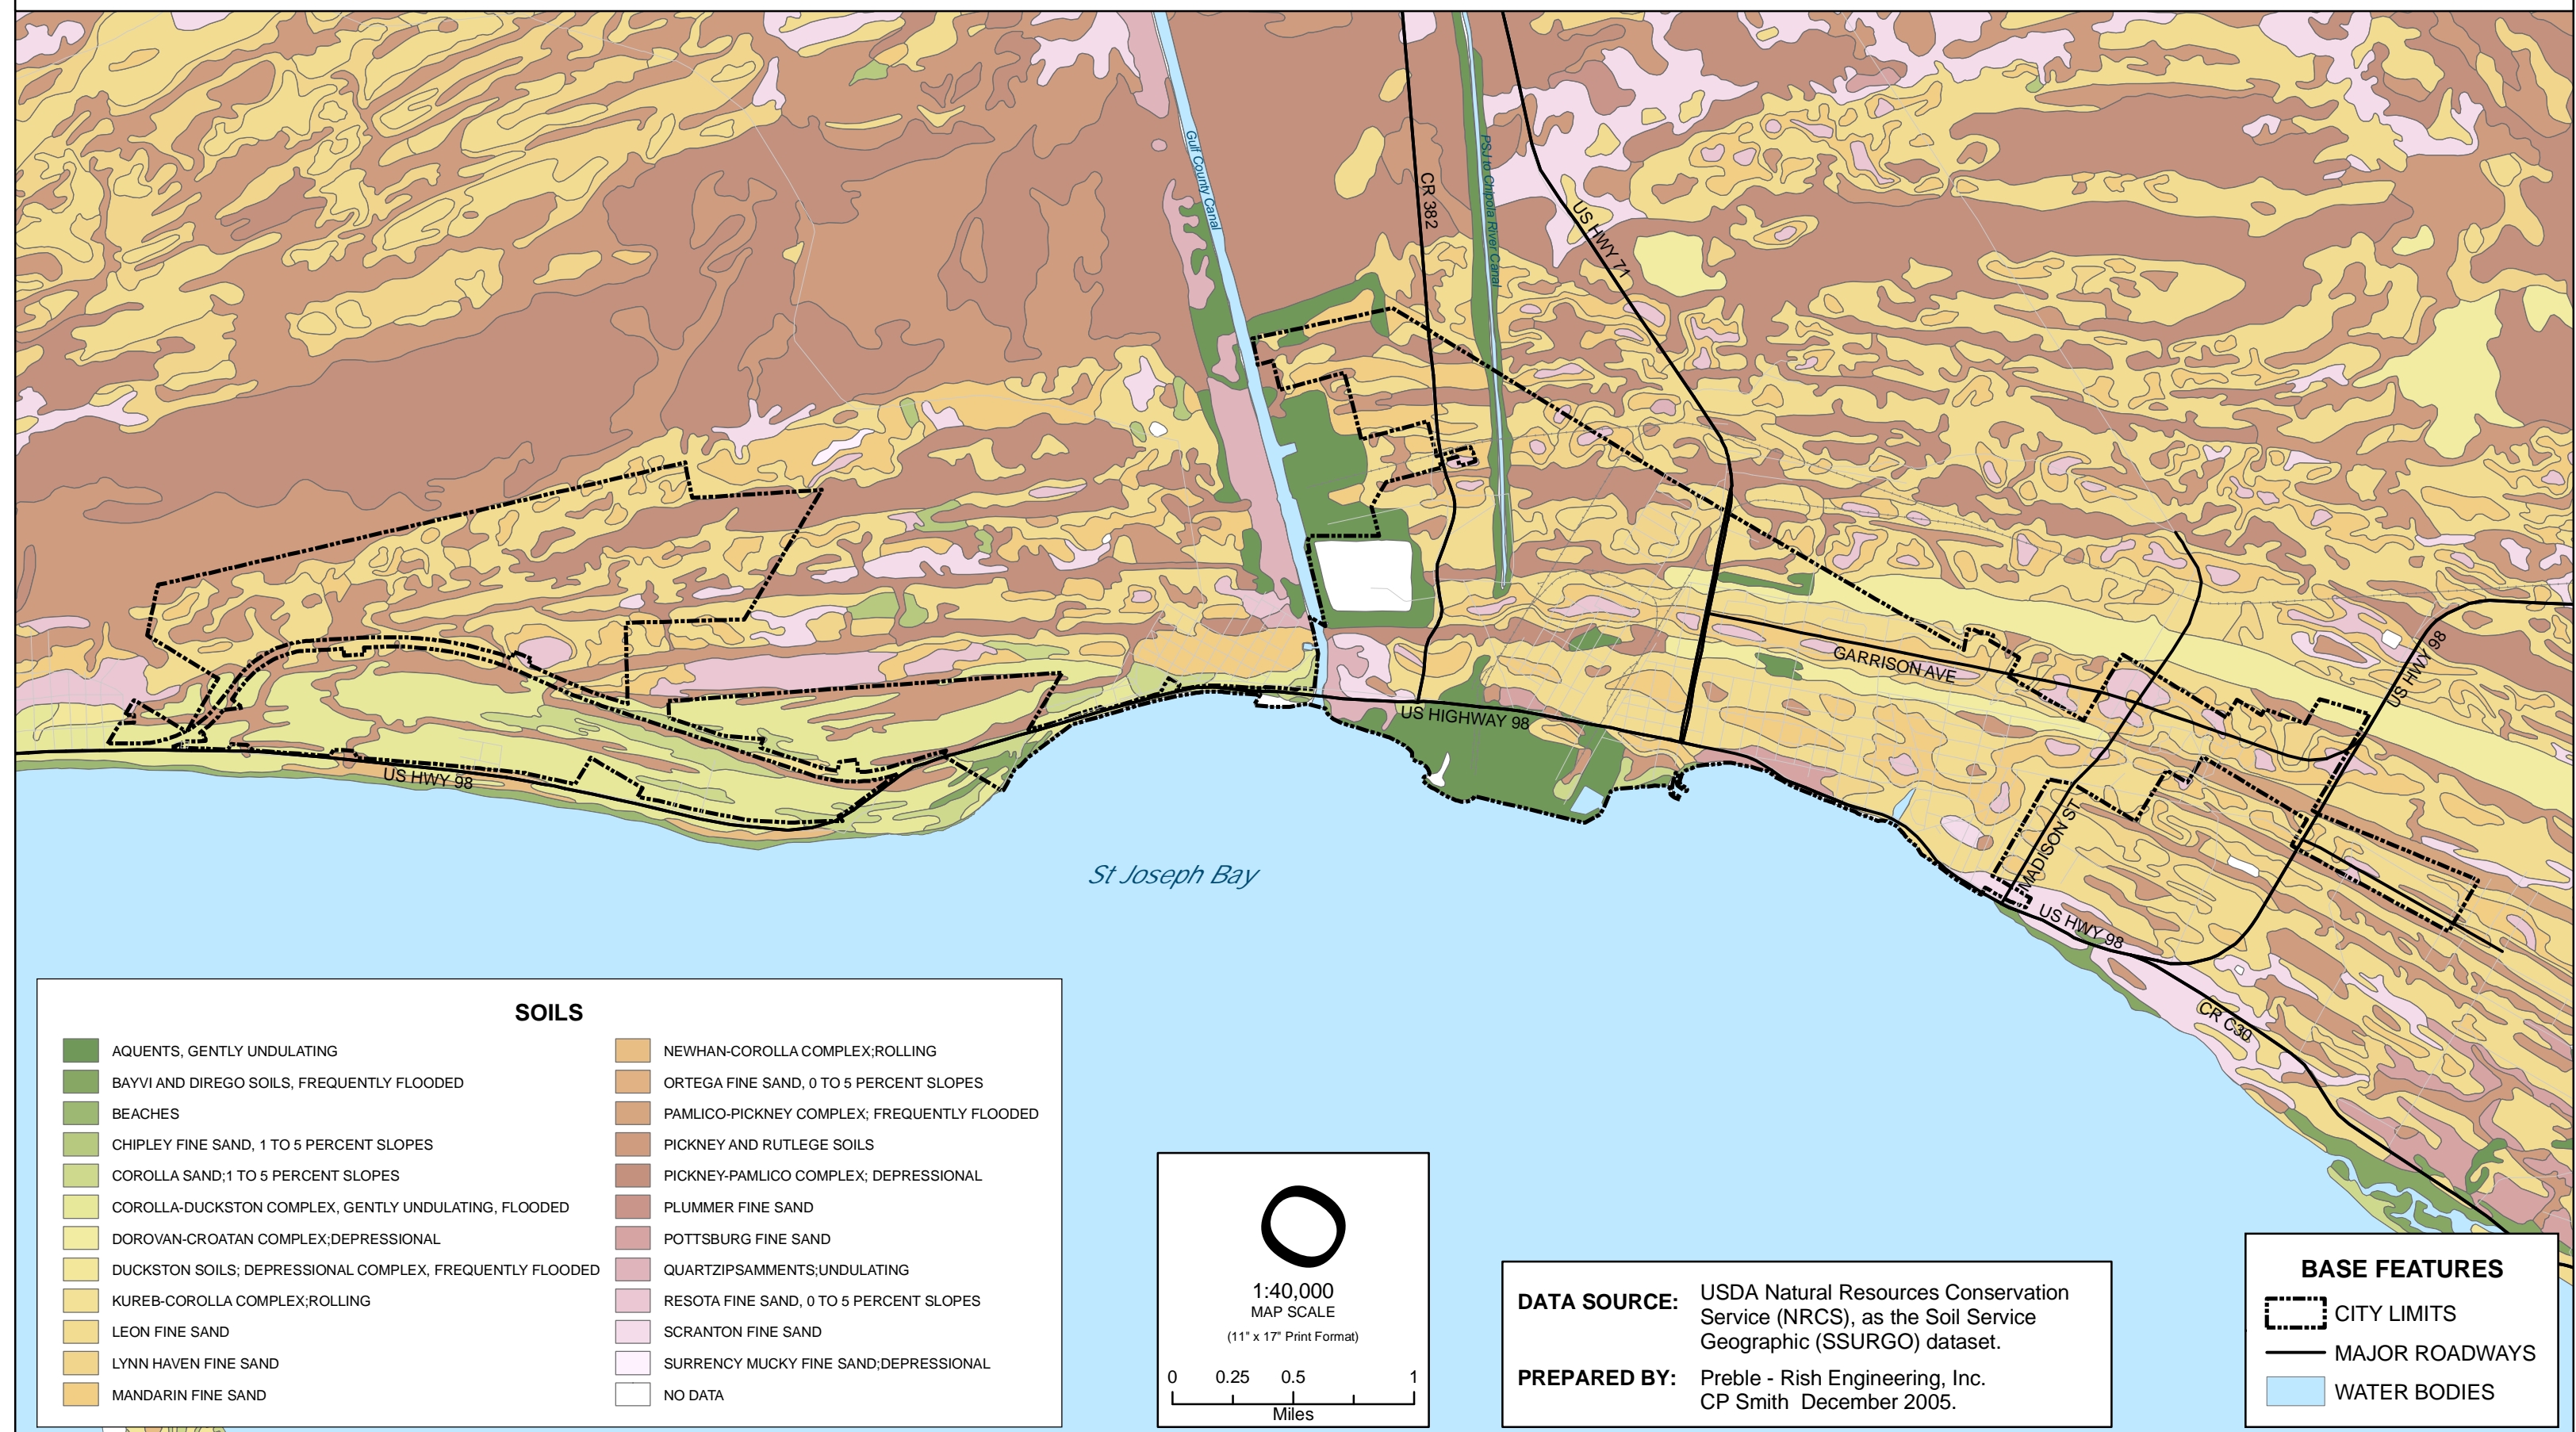 Gulf County Canal
CR 382
PSJ to Chipola River Canal
US HWY 71
GARRISON AVE
US HWY 98
US HIGHWAY 98
US HWY 98
MADISON ST
US HWY 98
CR C30
St Joseph Bay
SOILS
AQUENTS, GENTLY UNDULATING
BAYVI AND DIREGO SOILS, FREQUENTLY FLOODED
BEACHES
CHIPLEY FINE SAND, 1 TO 5 PERCENT SLOPES
COROLLA SAND;1 TO 5 PERCENT SLOPES
COROLLA-DUCKSTON COMPLEX, GENTLY UNDULATING, FLOODED
DOROVAN-CROATAN COMPLEX;DEPRESSIONAL
DUCKSTON SOILS; DEPRESSIONAL COMPLEX, FREQUENTLY FLOODED
KUREB-COROLLA COMPLEX;ROLLING
LEON FINE SAND
LYNN HAVEN FINE SAND
MANDARIN FINE SAND
NEWHAN-COROLLA COMPLEX;ROLLING
ORTEGA FINE SAND, 0 TO 5 PERCENT SLOPES
PAMLICO-PICKNEY COMPLEX; FREQUENTLY FLOODED
PICKNEY AND RUTLEGE SOILS
PICKNEY-PAMLICO COMPLEX; DEPRESSIONAL
PLUMMER FINE SAND
POTTSBURG FINE SAND
QUARTZIPSAMMENTS;UNDULATING
RESOTA FINE SAND, 0 TO 5 PERCENT SLOPES
SCRANTON FINE SAND
SURRENCY MUCKY FINE SAND;DEPRESSIONAL
NO DATA
1:40,000
MAP SCALE
(11" x 17" Print Format)
0 0.25 0.5 1
Miles
DATA SOURCE: USDA Natural Resources Conservation
Service (NRCS), as the Soil Service
Geographic (SSURGO) dataset.
PREPARED BY: Preble - Rish Engineering, Inc.
CP Smith December 2005.
BASE FEATURES
CITY LIMITS
MAJOR ROADWAYS
WATER BODIES